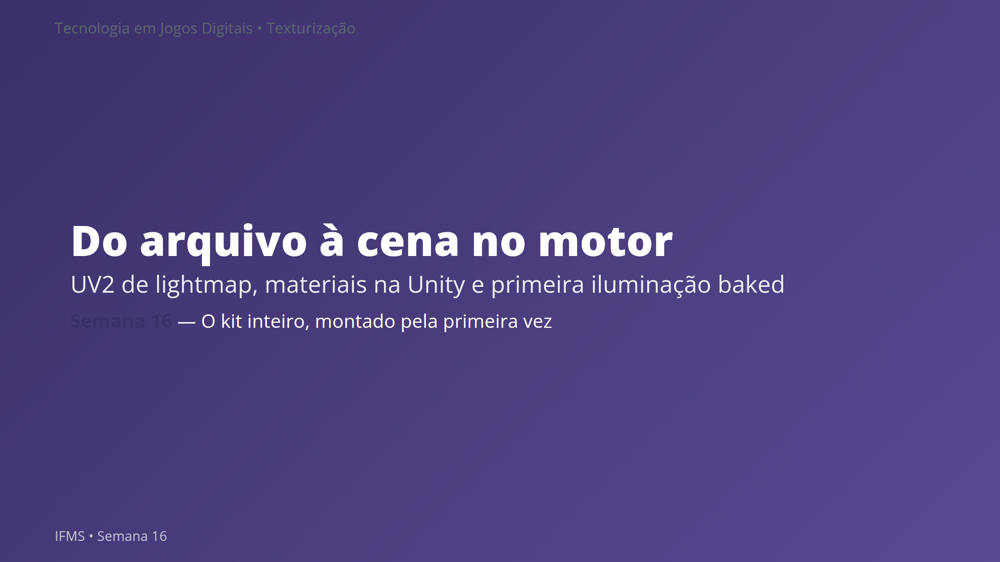 Tecnologia em Jogos Digitais • Texturização
Do arquivo à cena no motor
UV2 de lightmap, materiais na Unity e primeira iluminação baked
Semana 16 — O kit inteiro, montado pela primeira vez
IFMS • Semana 16